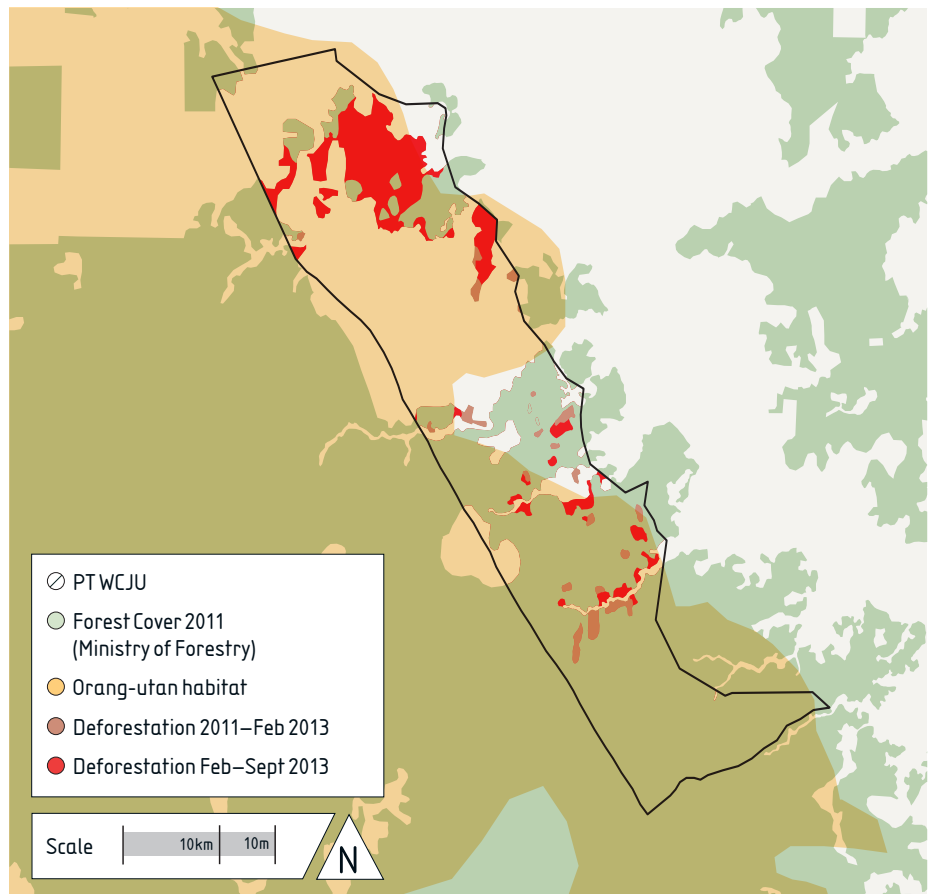 PT WCJU
Forest Cover 2011
(Ministry of Forestry)
Orang-utan habitat
Deforestation 2011–Feb 2013
Deforestation Feb–Sept 2013
Scale
10km
10m
N